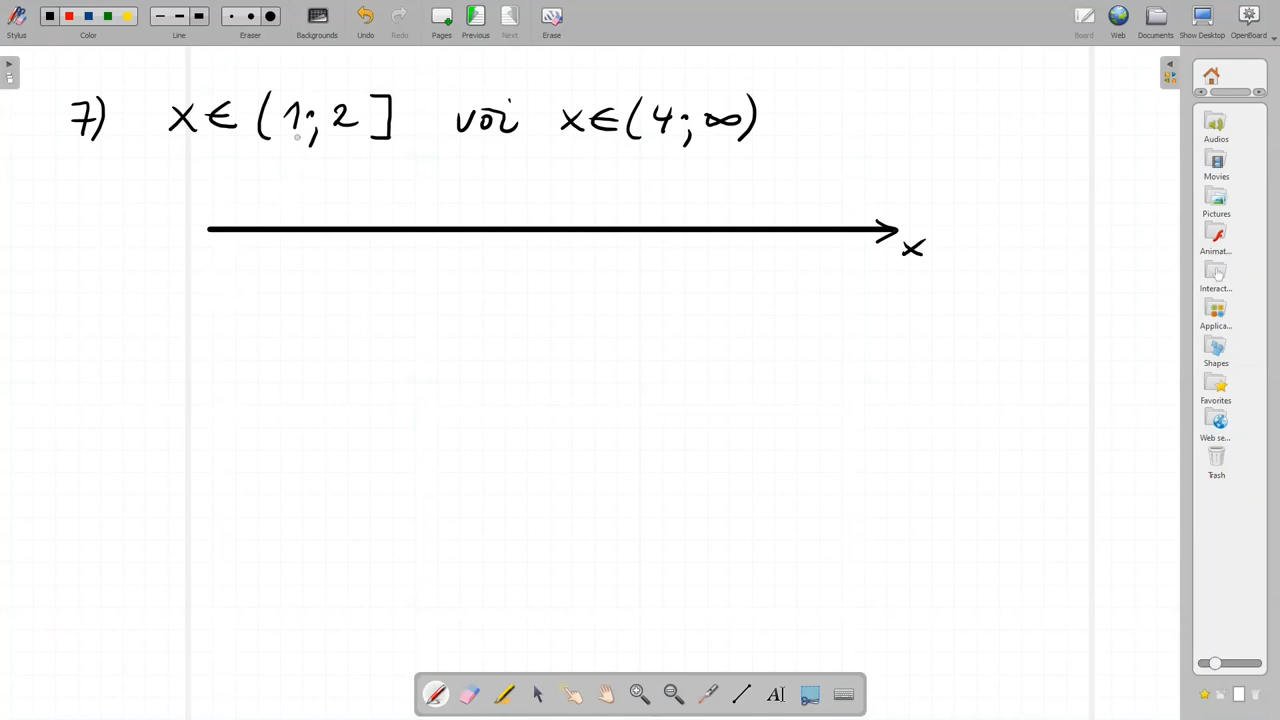 Stylus Color Line Eraser Backgrounds Undo Redo Pages Previous Next Erase Board Web Documents Show Desktop OpenBoard
7) x ∈ (1; 2] või x ∈ (4; ∞)
x
Audios
Movies
Pictures
Animat...
Interact...
Applica...
Shapes
Favorites
Web se...
Trash